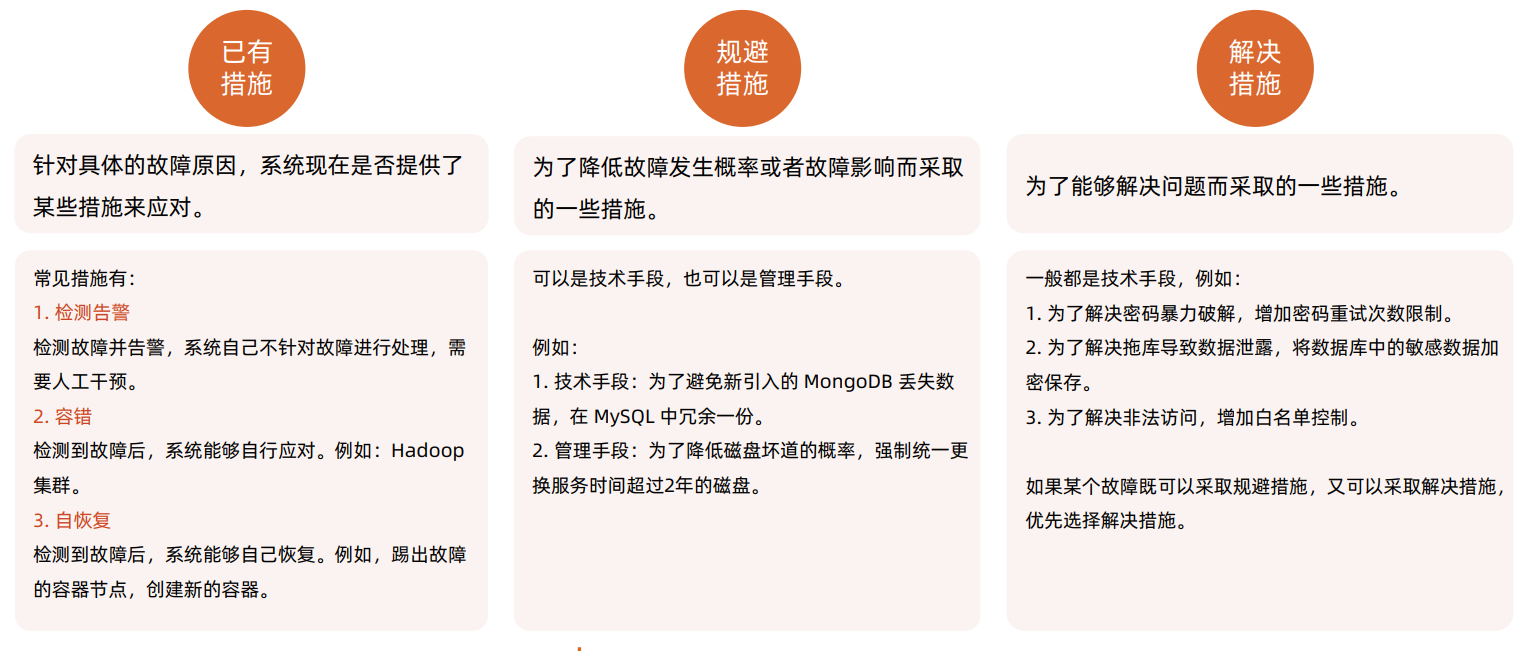 已有
措施
针对具体的故障原因，系统现在是否提供了
某些措施来应对。
常见措施有：
1. 检测告警
检测故障并告警，系统自己不针对故障进行处理，需
要人工干预。
2. 容错
检测到故障后，系统能够自行应对。例如：Hadoop
集群。
3. 自恢复
检测到故障后，系统能够自己恢复。例如，踢出故障
的容器节点，创建新的容器。
规避
措施
为了降低故障发生概率或者故障影响而采取
的一些措施。
可以是技术手段，也可以是管理手段。
例如：
1. 技术手段：为了避免新引入的 MongoDB 丢失数
据，在 MySQL 中冗余一份。
2. 管理手段：为了降低磁盘坏道的概率，强制统一更
换服务时间超过2年的磁盘。
解决
措施
为了能够解决问题而采取的一些措施。
一般都是技术手段，例如：
1. 为了解决密码暴力破解，增加密码重试次数限制。
2. 为了解决拖库导致数据泄露，将数据库中的敏感数据加
密保存。
3. 为了解决非法访问，增加白名单控制。
如果某个故障既可以采取规避措施，又可以采取解决措施，
优先选择解决措施。